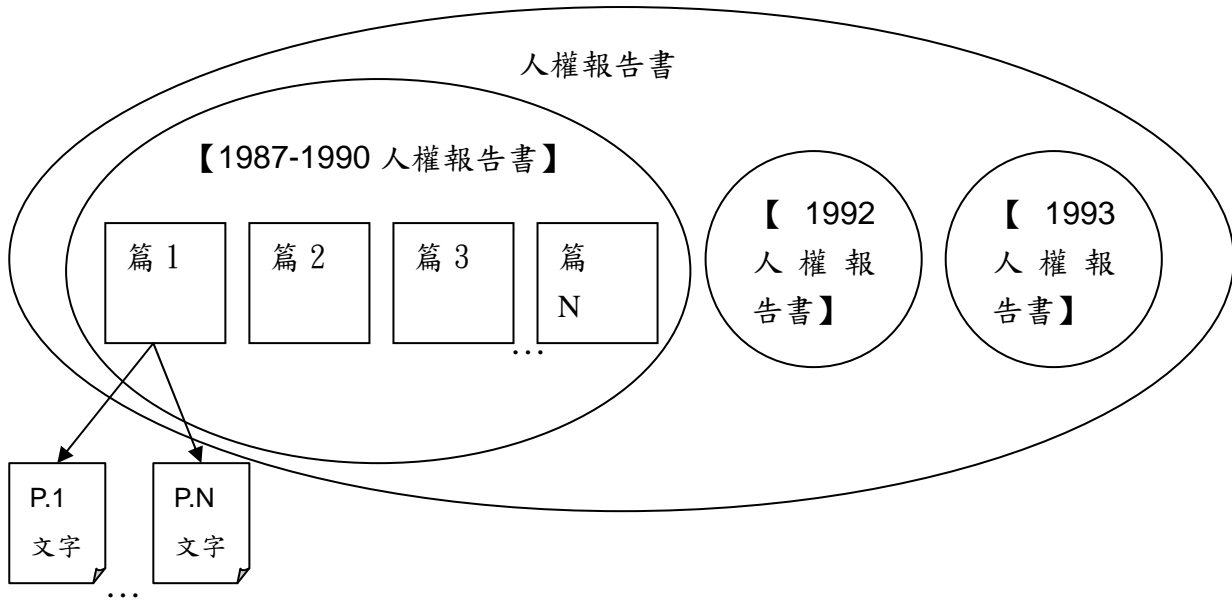 人權報告書
【1987-1990 人權報告書】
篇 1
篇 2
篇 3
篇
N
…
【 1992
人 權 報
告書】
【 1993
人 權 報
告書】
P.1
文字
P.N
文字
…